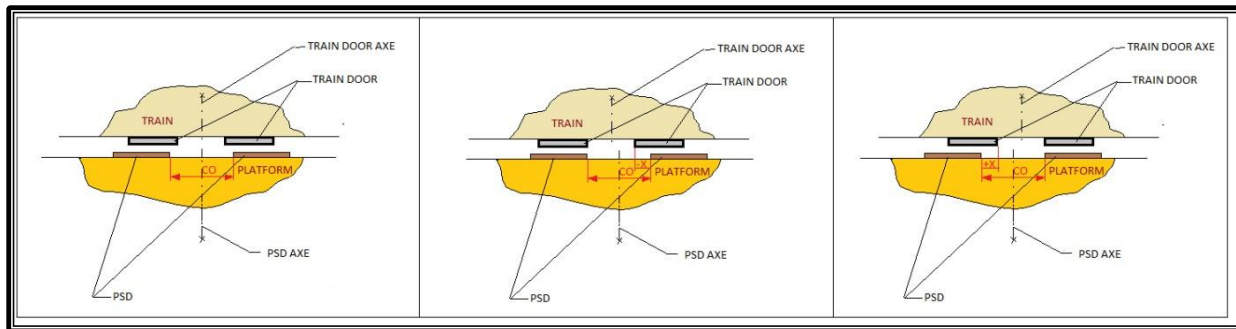 TRAIN DOOR AXE
TRAIN DOOR
TRAIN
CO
PLATFORM
PSD AXE
PSD
TRAIN DOOR AXE
TRAIN DOOR
TRAIN
-X
CO
PLATFORM
PSD AXE
PSD
TRAIN DOOR AXE
TRAIN DOOR
TRAIN
+X
CO
PLATFORM
PSD AXE
PSD